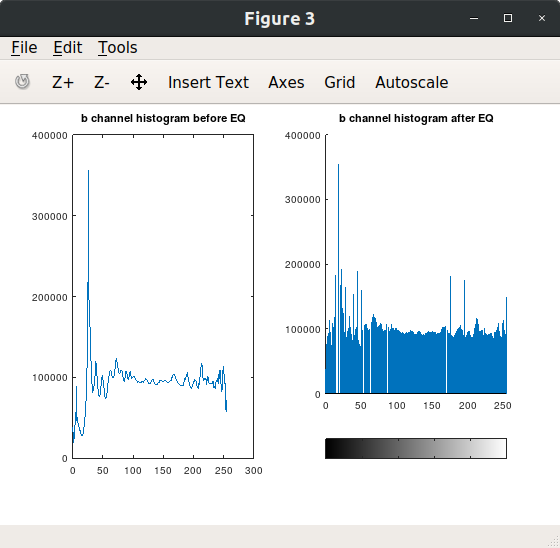 Figure 3
File Edit Tools
Z+ Z- Insert Text Axes Grid Autoscale
b channel histogram before EQ
400000
300000
200000
100000
0
0 50 100 150 200 250 300
b channel histogram after EQ
400000
300000
200000
100000
0
0 50 100 150 200 250